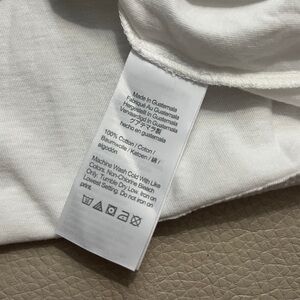 Made In Guatemala
Fabriqué Au Guatemala
Hergestellt In Guatemala
Vervaardigd In Guatemala
グアテマラ製
hecho en Guatemala
100% Cotton / Coton /
Baumwolle / Katoen / 綿 /
algodón
Machine Wash Cold With Like
Colors. Non-Chlorine Bleach
Only. Tumble Dry Low. Iron on
Lowest Setting. Do not iron on
print.